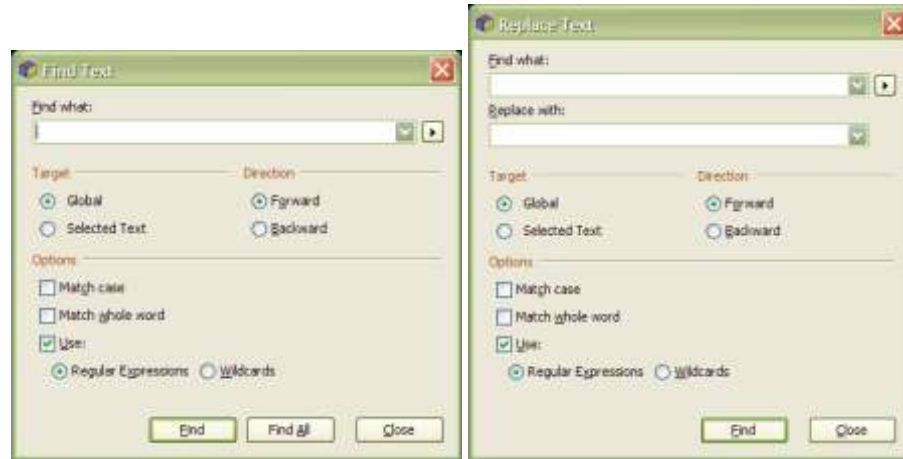 Find Text
Find what:
Target
Direction
Global
Forward
Selected Text
Backward
Options
Match case
Match whole word
Use:
Regular Expressions
Wildcards
Find
Find All
Close
Replace Text
Find what:
Replace with:
Target
Direction
Global
Forward
Selected Text
Backward
Options
Match case
Match whole word
Use:
Regular Expressions
Wildcards
Find
Close